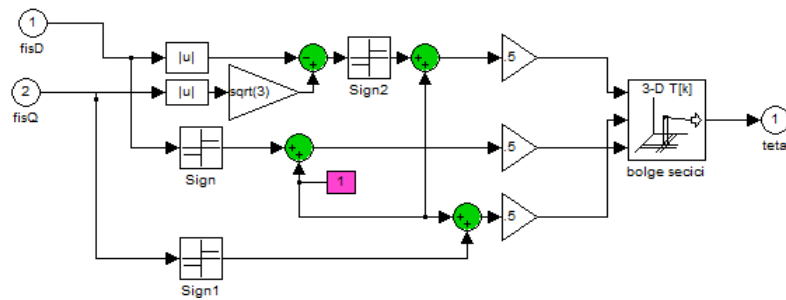 1
fisD
|u|
- +
Sign2
+ +
.5
3-D T[k]
2
fisQ
|u|
sqrt(3)
1
teta
bolge secici
Sign
+ +
.5
1
+ +
.5
Sign1